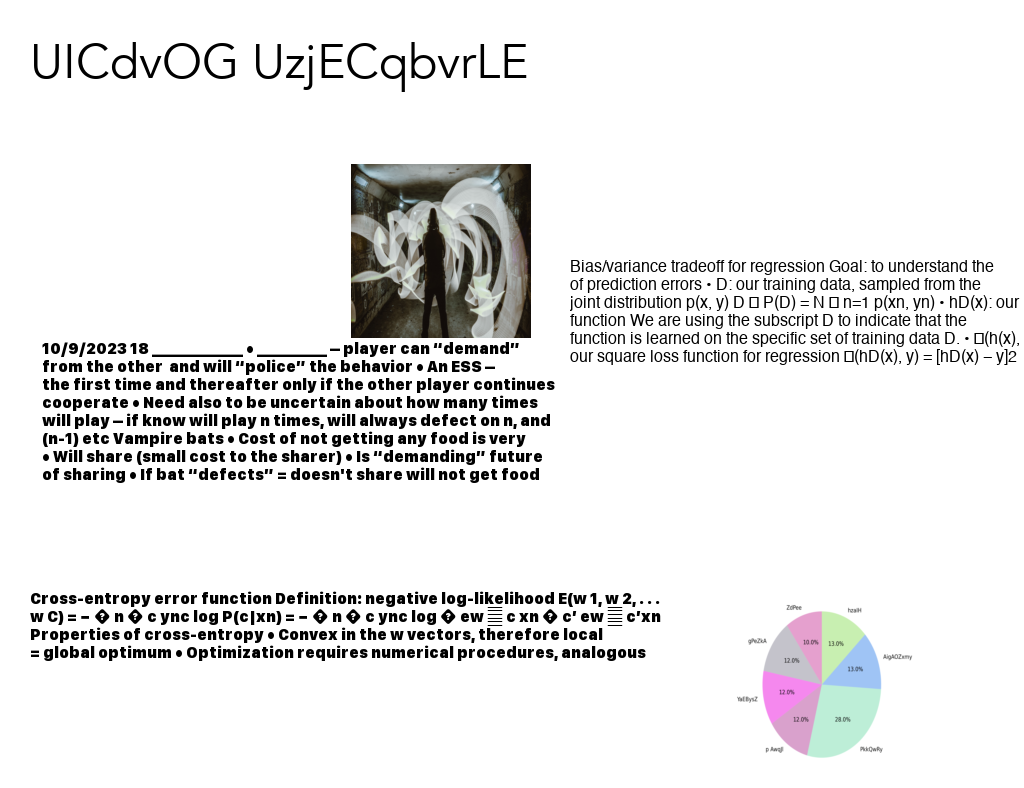 UICdvOG UzjECqbvrLE
10/9/2023 18 _____________ • __________ – player can “demand”
from the other  and will “police” the behavior • An ESS –
the first time and thereafter only if the other player continues
cooperate • Need also to be uncertain about how many times
will play – if know will play n times, will always defect on n, and
(n-1) etc Vampire bats • Cost of not getting any food is very
• Will share (small cost to the sharer) • Is “demanding” future
of sharing • If bat “defects” = doesn't share will not get food
Bias/variance tradeoff for regression Goal: to understand the
of prediction errors • D: our training data, sampled from the
joint distribution p(x, y) D □ P(D) = N □ n=1 p(xn, yn) • hD(x): our
function We are using the subscript D to indicate that the
function is learned on the specific set of training data D. • □(h(x),
our square loss function for regression □(hD(x), y) = [hD(x) – y]2
Cross-entropy error function Definition: negative log-likelihood E(w 1, w 2, . . .
w C) = – � n � c ync log P(c|xn) = – � n � c ync log � ew ▒ c xn � c’ ew ▒ c’xn
Properties of cross-entropy • Convex in the w vectors, therefore local
= global optimum • Optimization requires numerical procedures, analogous
ZdPee
hzalH
10.0%
13.0%
gPeZkA
AigAOZxmy
12.0%
13.0%
YaEBysZ
12.0%
12.0%
28.0%
p AwqJl
PkkQwRy